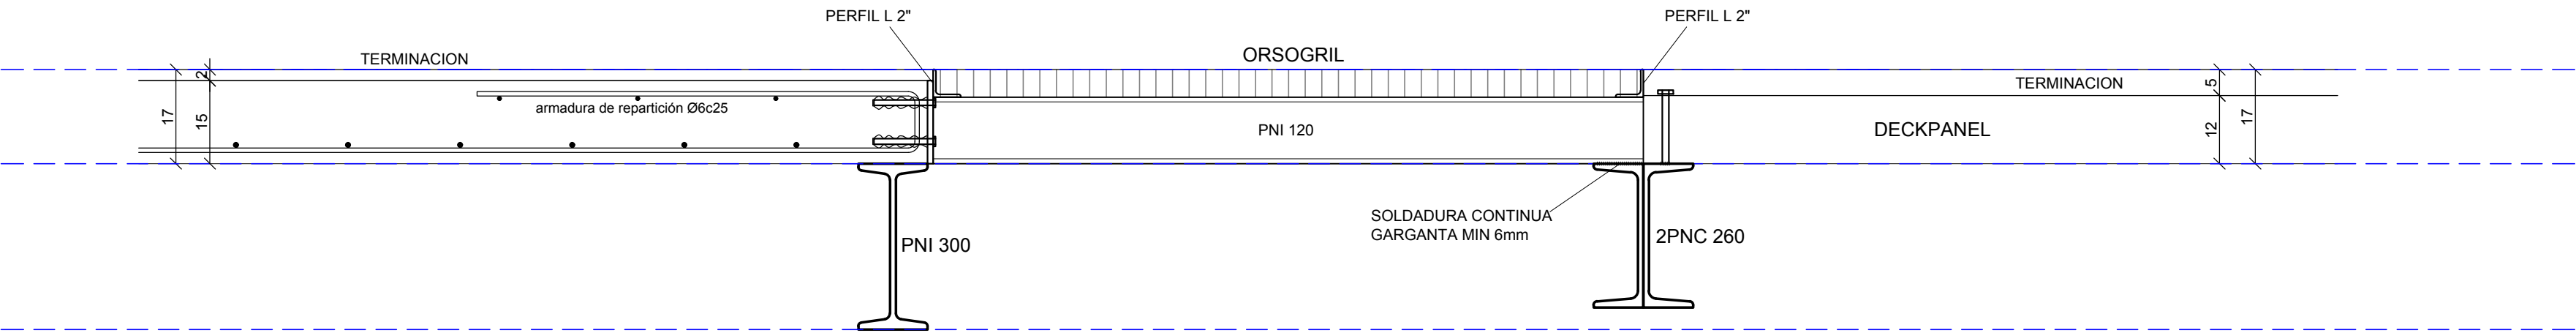 PERFIL L 2"
PERFIL L 2"
ORSOGRIL
TERMINACION
2
17
15
armadura de repartición Ø6c25
PNI 120
TERMINACION
5
12
17
DECKPANEL
SOLDADURA CONTINUA
GARGANTA MIN 6mm
PNI 300
2PNC 260